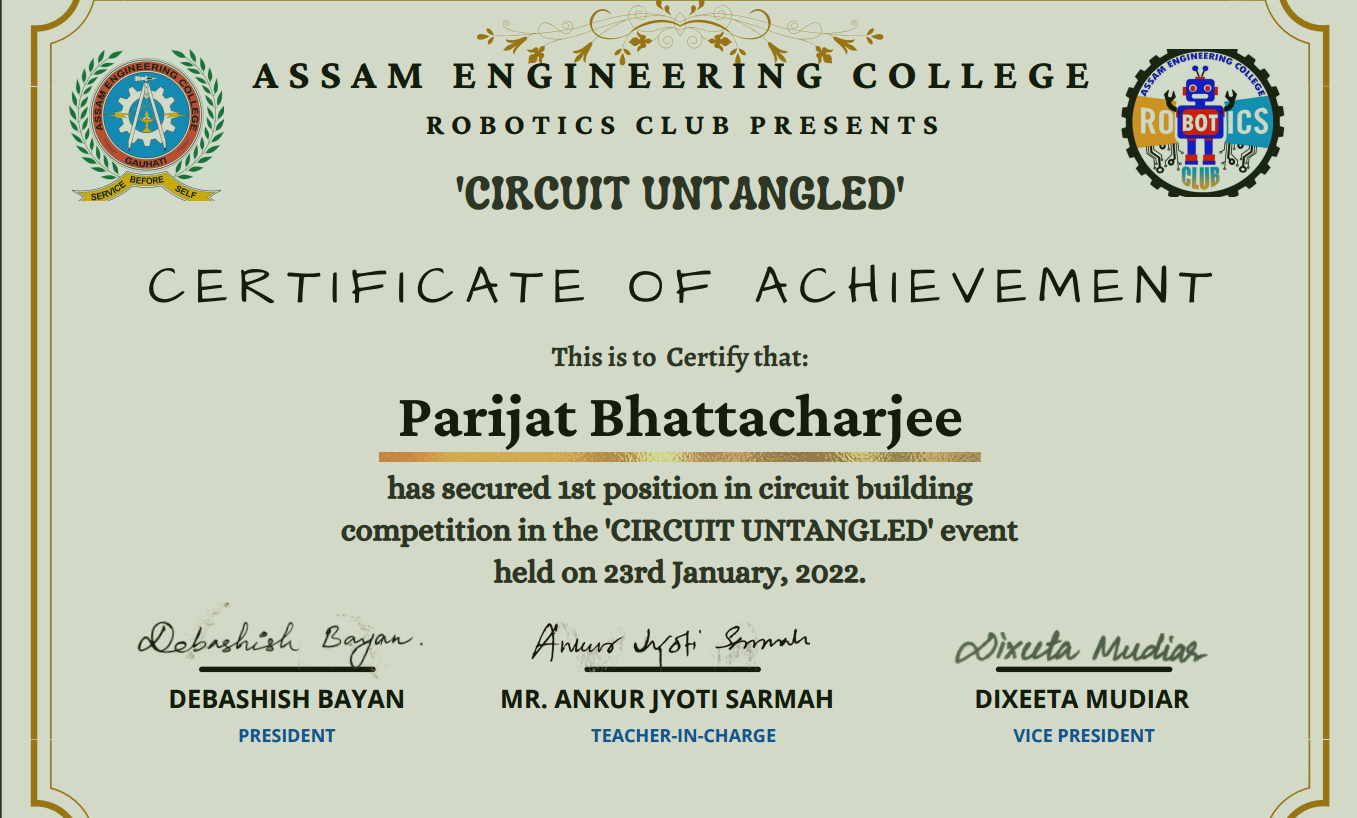 ASSAM ENGINEERING COLLEGE
ROBOTICS CLUB PRESENTS
'CIRCUIT UNTANGLED'
ASSAM ENGINEERING COLLEGE
GAUHATI
SERVICE BEFORE SELF
ASSAM ENGINEERING COLLEGE
ROBOTICS
CLUB
CERTIFICATE OF ACHIEVEMENT
This is to Certify that:
Parijat Bhattacharjee
has secured 1st position in circuit building
competition in the 'CIRCUIT UNTANGLED' event
held on 23rd January, 2022.
Debashish Bayan.
Ankur Jyoti Sarmah
Dixeeta Mudiar
DEBASHISH BAYAN
MR. ANKUR JYOTI SARMAH
DIXEETA MUDIAR
PRESIDENT
TEACHER-IN-CHARGE
VICE PRESIDENT